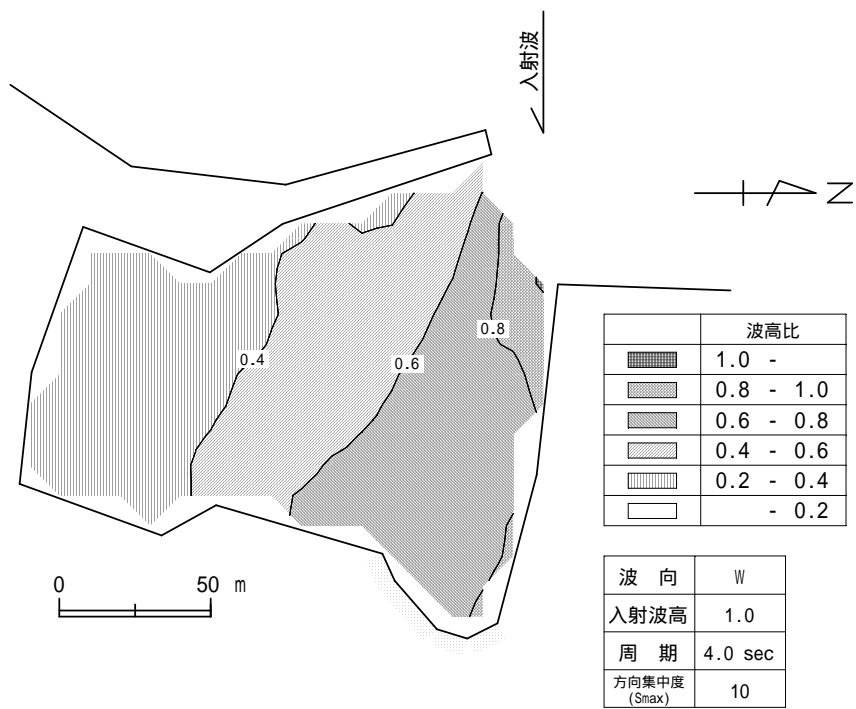 入射波
N
0.4
0.6
0.8
0 50 m
波高比
1.0 -
0.8 - 1.0
0.6 - 0.8
0.4 - 0.6
0.2 - 0.4
- 0.2
波 向 W
入射波高 1.0
周 期 4.0 sec
方向集中度 10
(Smax)